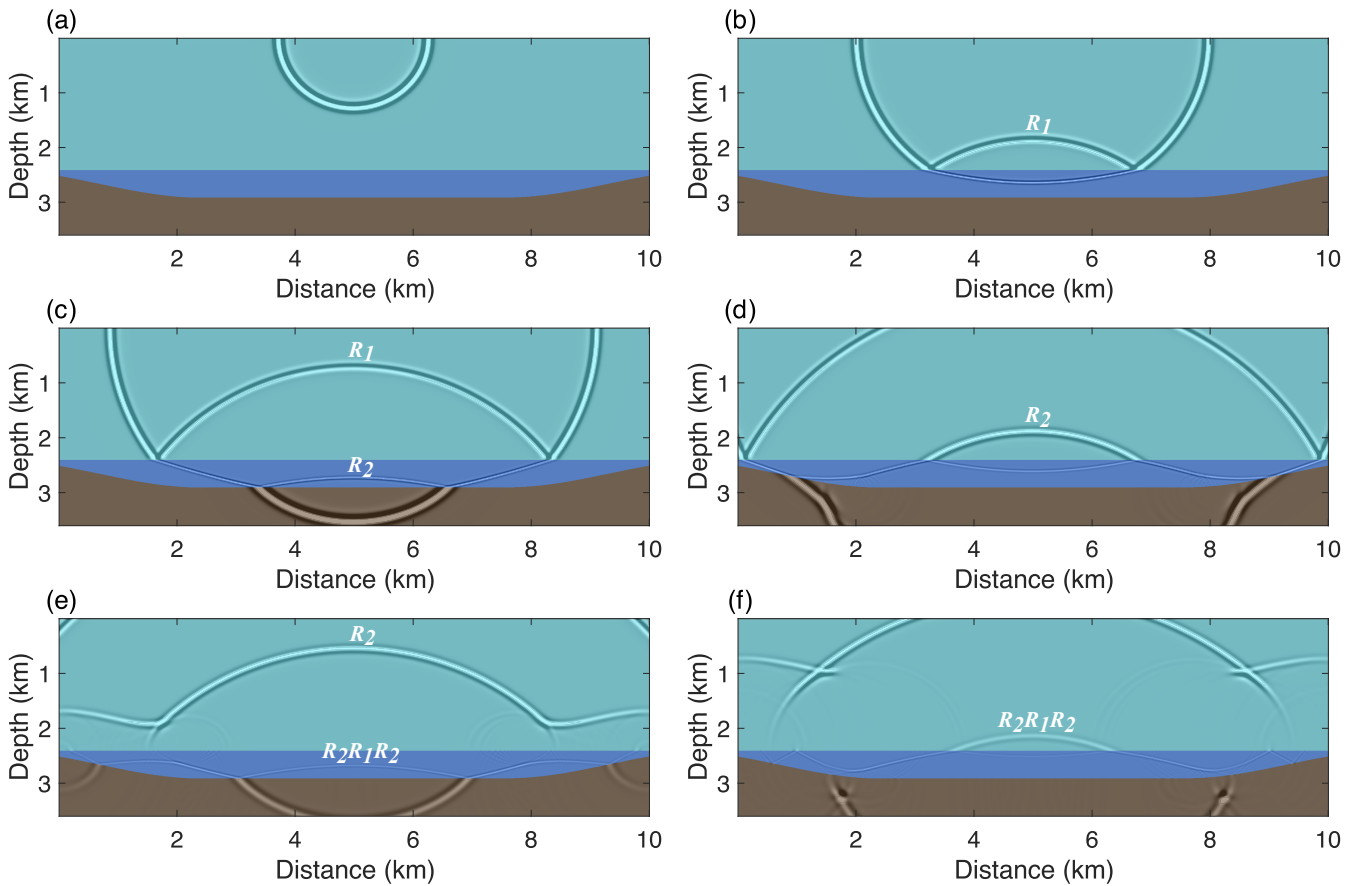 (a)
Depth (km)
1
2
3
2 4 6 8 10
Distance (km)
(b)
R1
Depth (km)
1
2
3
2 4 6 8 10
Distance (km)
(c)
R1
R2
Depth (km)
1
2
3
2 4 6 8 10
Distance (km)
(d)
R2
Depth (km)
1
2
3
2 4 6 8 10
Distance (km)
(e)
R2
R2R1R2
Depth (km)
1
2
3
2 4 6 8 10
Distance (km)
(f)
R2R1R2
Depth (km)
1
2
3
2 4 6 8 10
Distance (km)